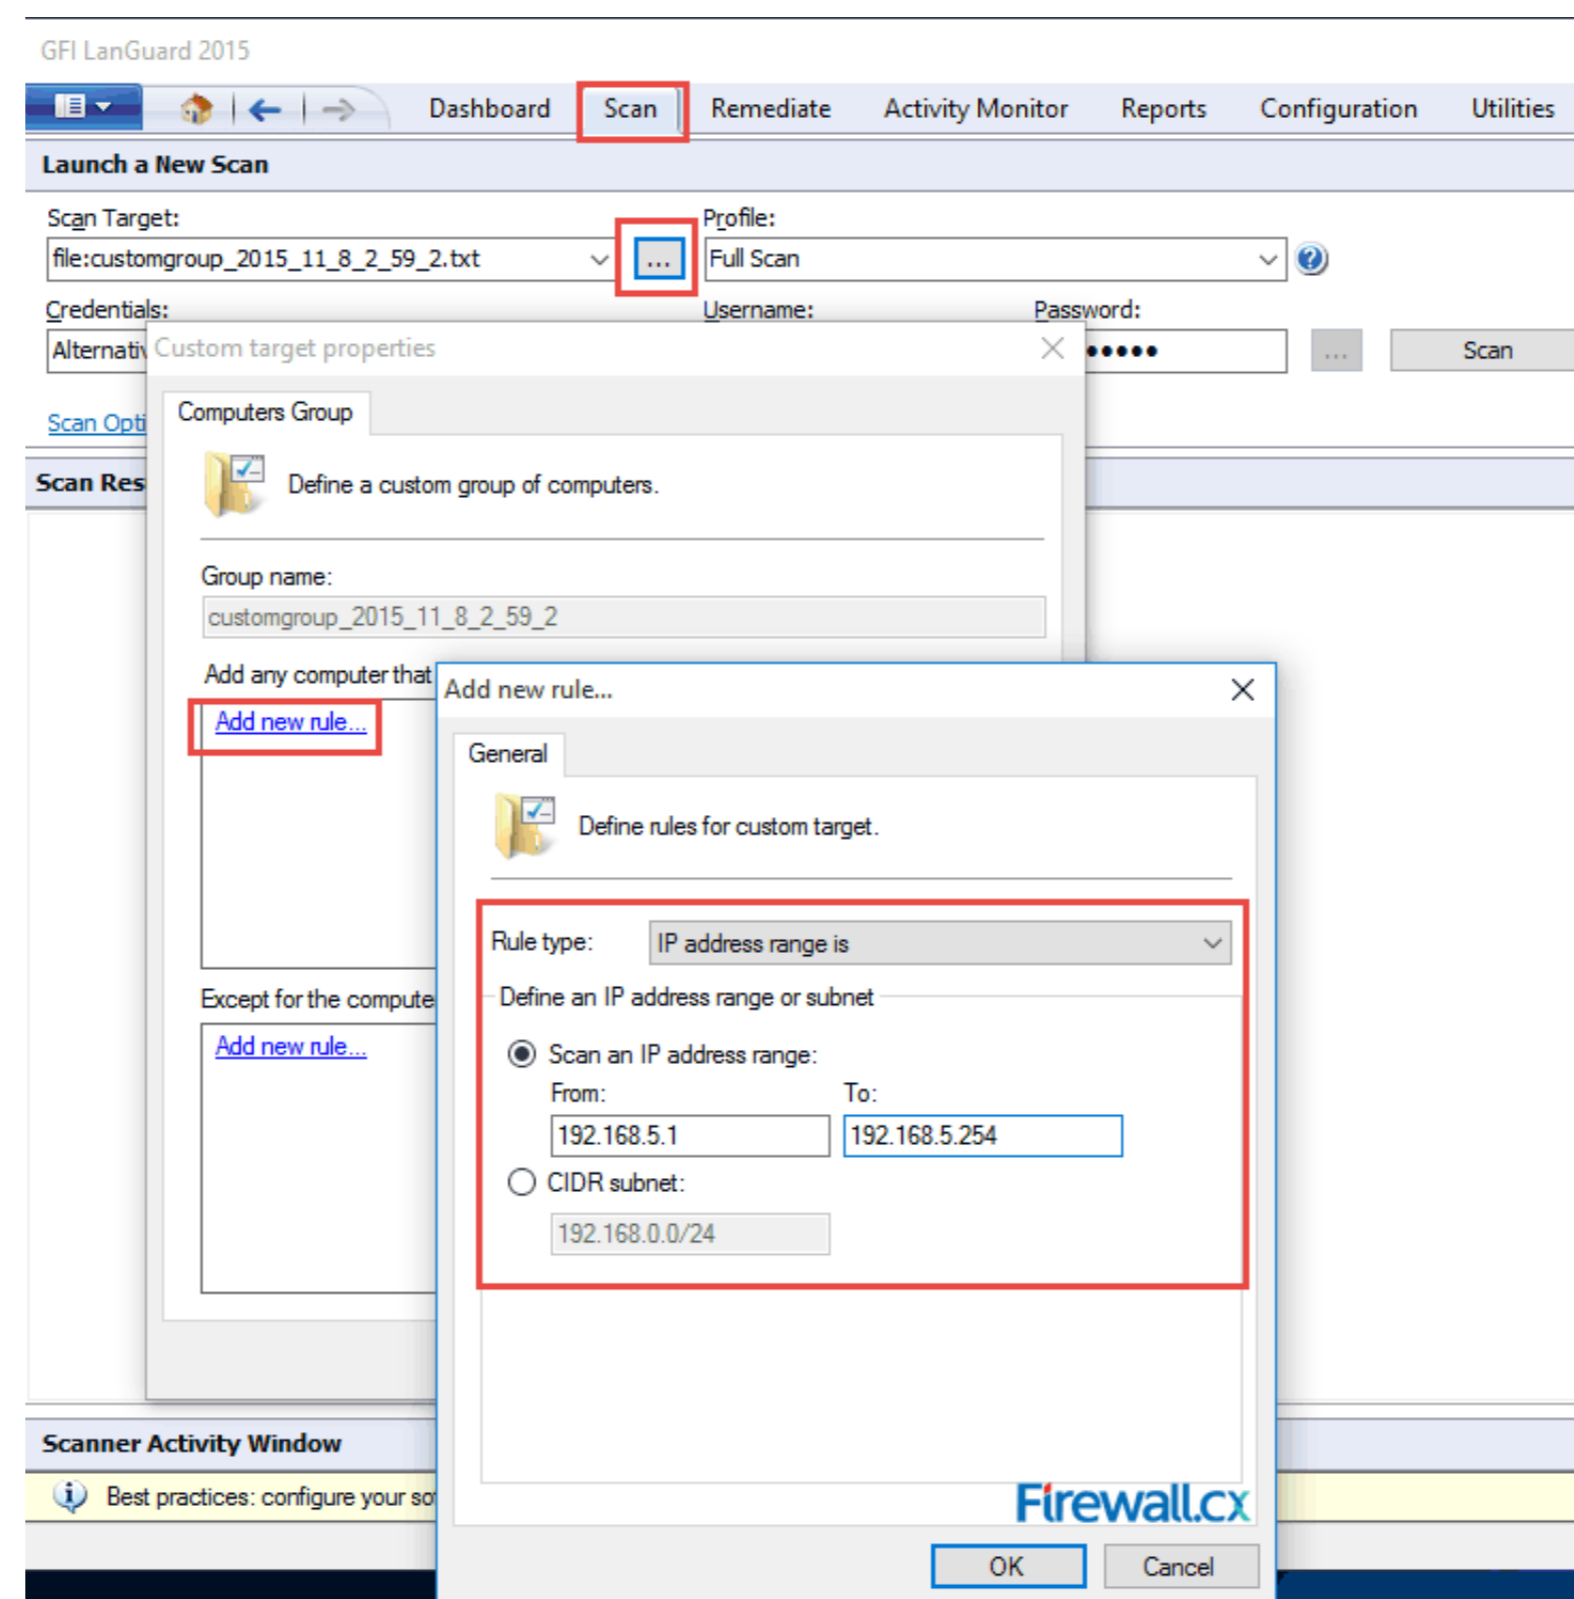 GFI LanGuard 2015
Dashboard Scan Remediate Activity Monitor Reports Configuration Utilities
Launch a New Scan
Scan Target: Profile:
file:customgroup_2015_11_8_2_59_2.txt ... Full Scan
Credentials: Username: Password:
Custom target properties ••••• ... Scan
Computers Group
Scan
Define a custom group of computers.
Scan
Group name:
customgroup_2015_11_8_2_59_2
Add any computer that
Add new rule...
Add new rule...
General
Define rules for custom target.
Rule type: IP address range is
Except for the
Define an IP address range or subnet
Add new rule...
Scan an IP address range:
From: To:
192.168.5.1 192.168.5.254
CIDR subnet:
192.168.0.0/24
Scanner Activity Window
Best practices: configure your
Firewall.cx
OK Cancel